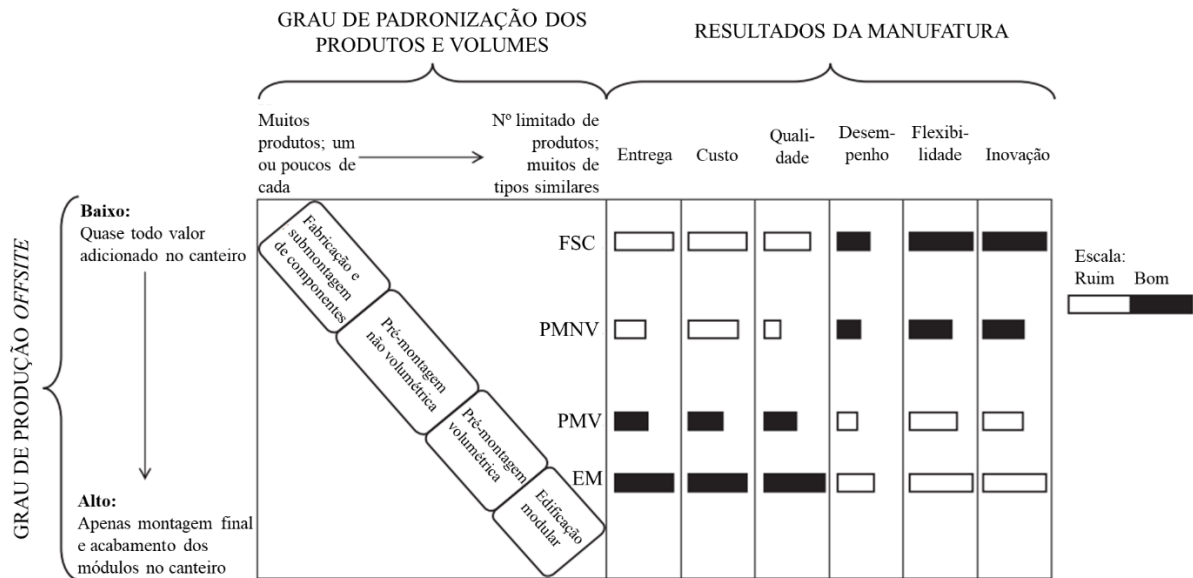 GRAU DE PADRONIZAÇÃO DOS
PRODUTOS E VOLUMES
RESULTADOS DA MANUFATURA
Muitos
produtos; um
ou poucos de
cada
Nº limitado de
produtos;
muitos de
tipos similares
Entrega
Custo
Quali-
dade
Desem-
penho
Flexibi-
lidade
Inovação
GRAU DE PRODUÇÃO OFFSITE
Baixo:
Quase todo valor
adicionado no canteiro
Alto:
Apenas montagem final
e acabamento dos
módulos no canteiro
Fabricação e
submontagem
de componentes
Pré-montagem
não volumétrica
Pré-montagem
volumétrica
Edificação
modular
FSC
PMNV
PMV
EM
Escala:
Ruim Bom